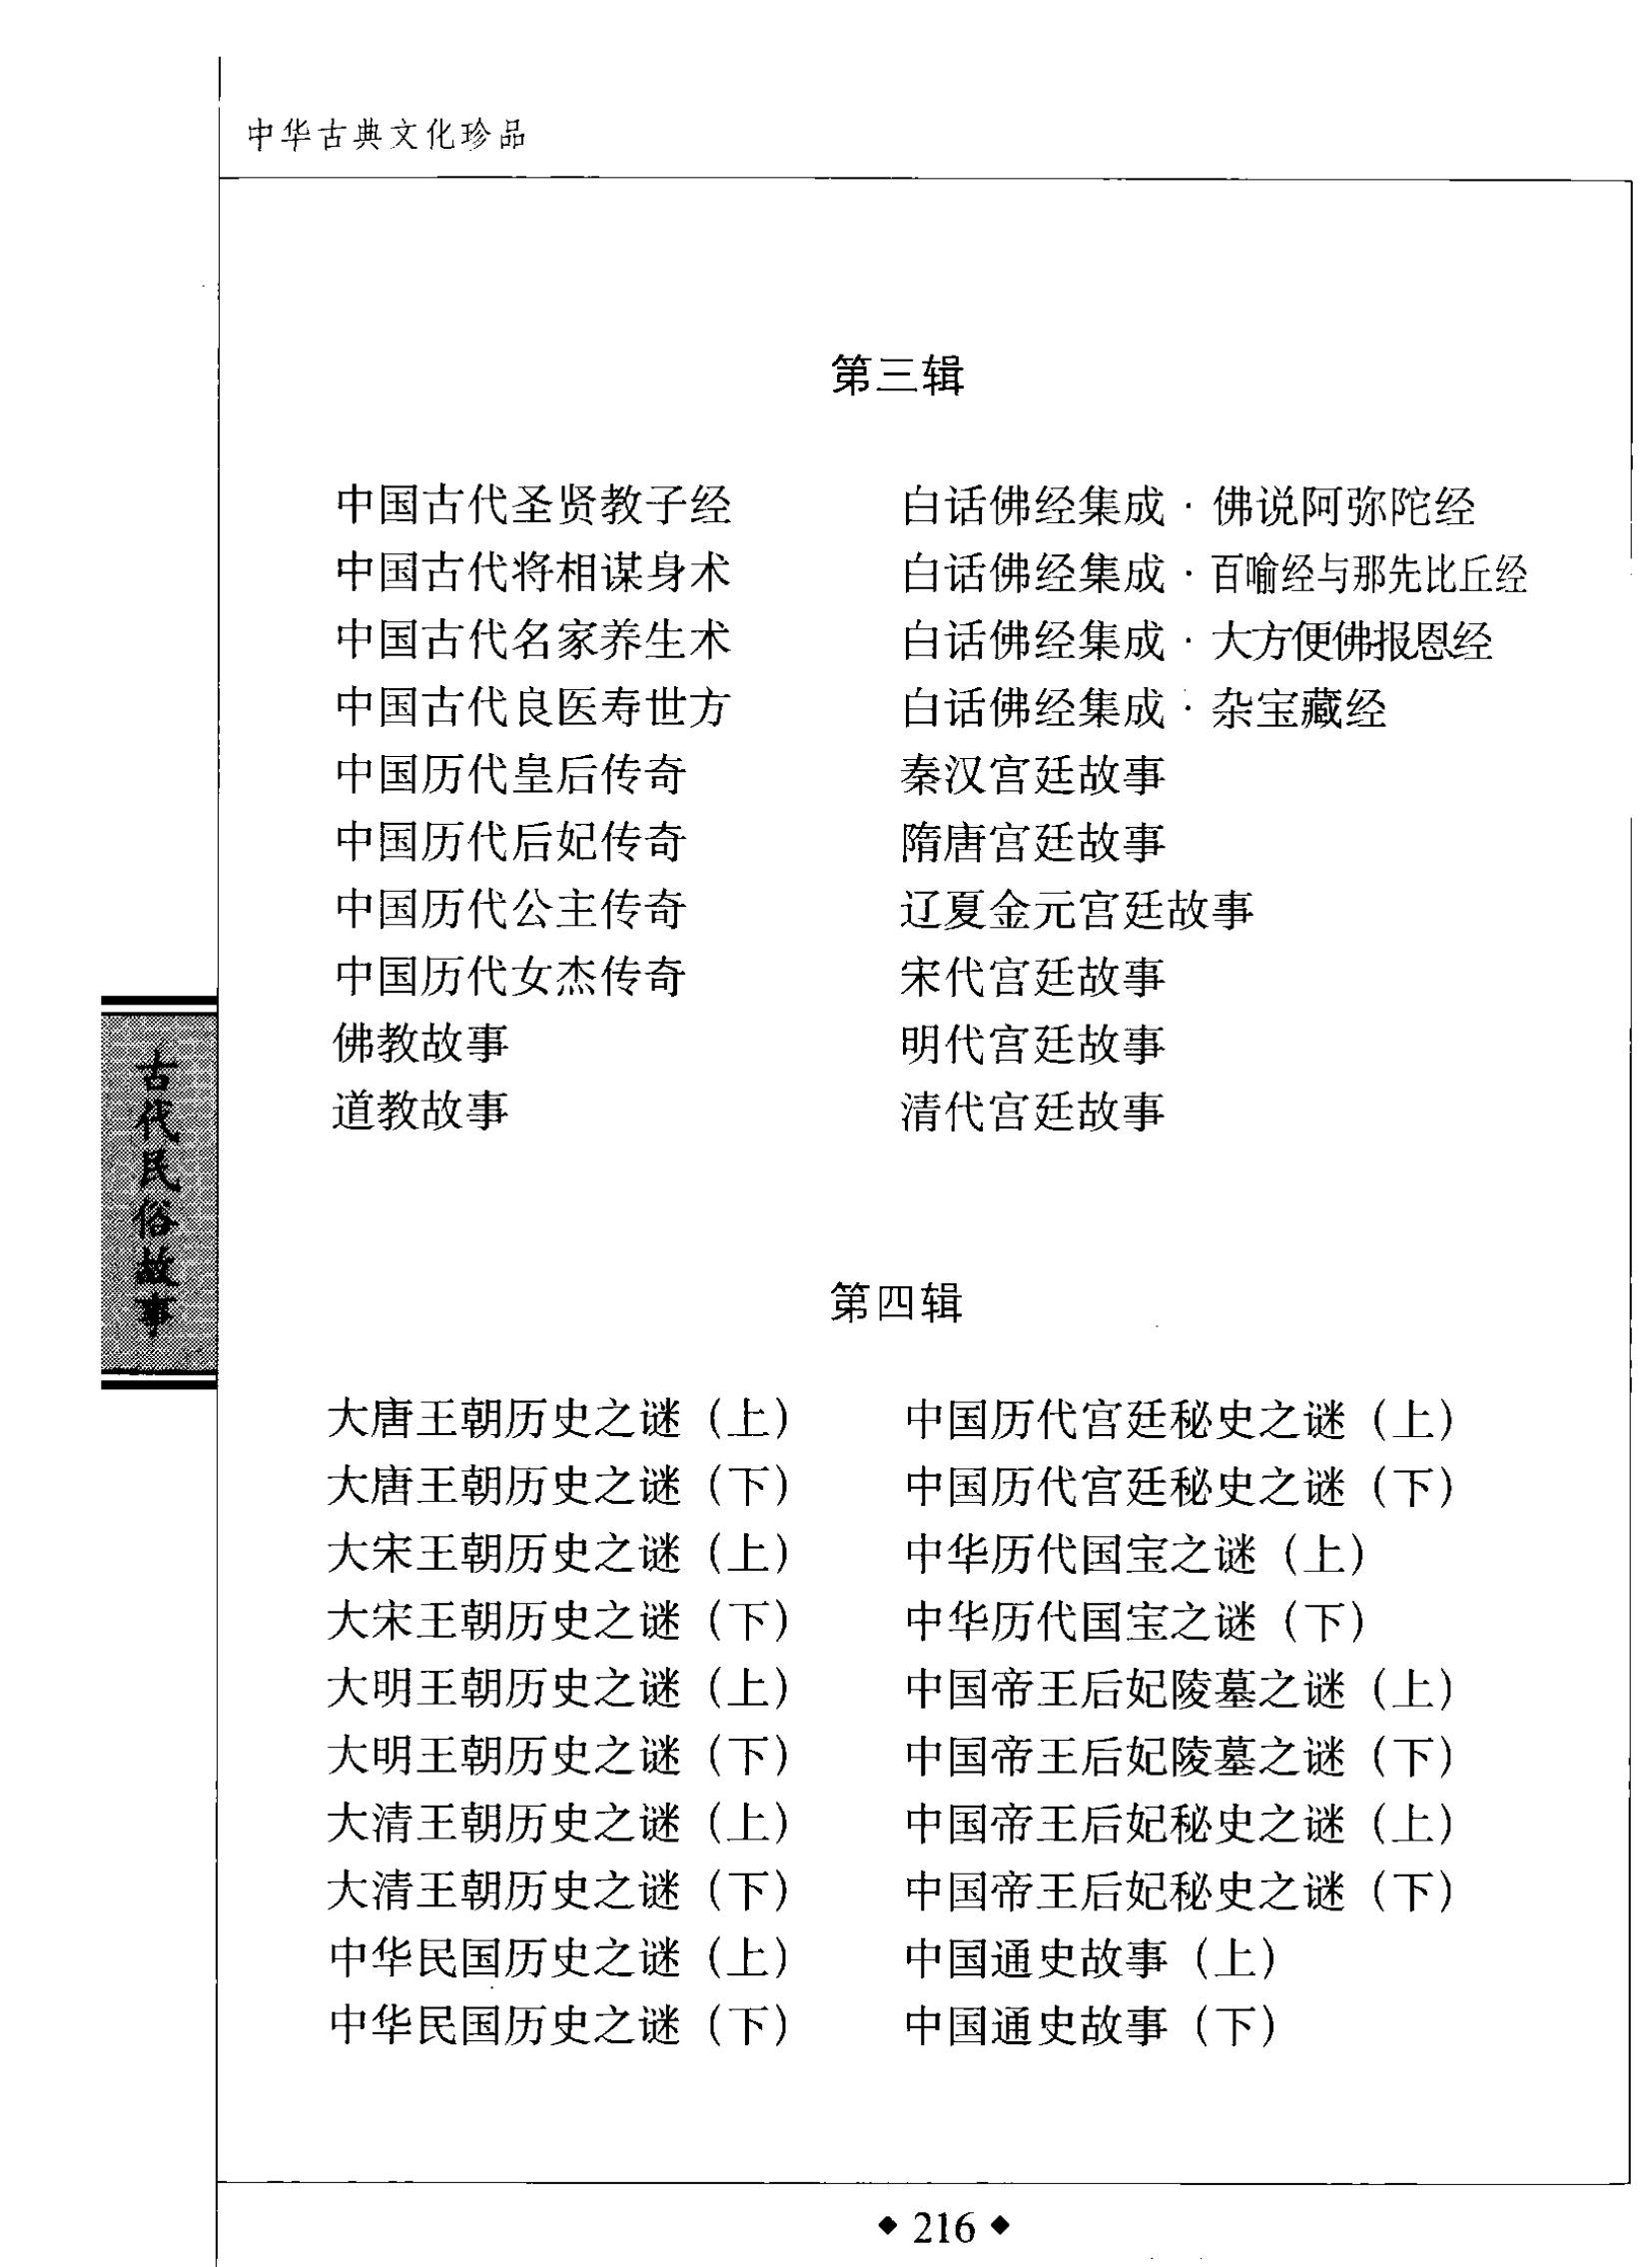 中华古典文化珍品
第三辑
中国古代圣贤教子经
中国古代将相谋身术
中国古代名家养生术
中国古代良医寿世方
中国历代皇后传奇
中国历代后妃传奇
中国历代公主传奇
中国历代女杰传奇
佛教故事
道教故事
白话佛经集成·佛说阿弥陀经
白话佛经集成·百喻经与那先比丘经
白话佛经集成·大方便佛报恩经
白话佛经集成·杂宝藏经
秦汉宫廷故事
隋唐宫廷故事
辽夏金元宫廷故事
宋代宫廷故事
明代宫廷故事
清代宫廷故事
古代民俗故事
第四辑
大唐王朝历史之谜（上）
大唐王朝历史之谜（下）
大宋王朝历史之谜（上）
大宋王朝历史之谜（下）
大明王朝历史之谜（上）
大明王朝历史之谜（下）
大清王朝历史之谜（上）
大清王朝历史之谜（下）
中华民国历史之谜（上）
中华民国历史之谜（下）
中国历代宫廷秘史之谜（上）
中国历代宫廷秘史之谜（下）
中华历代国宝之谜（上）
中华历代国宝之谜（下）
中国帝王后妃陵墓之谜（上）
中国帝王后妃陵墓之谜（下）
中国帝王后妃秘史之谜（上）
中国帝王后妃秘史之谜（下）
中国通史故事（上）
中国通史故事（下）
◆ 216 ◆